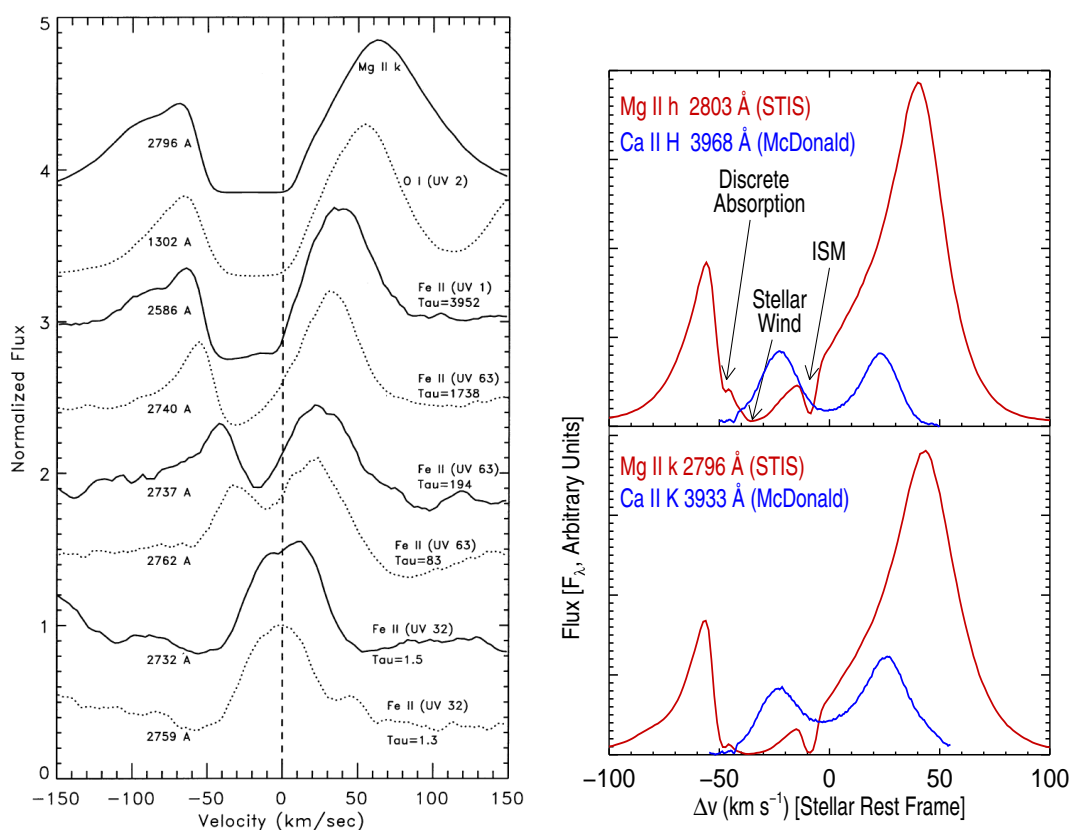 5
4
3
2
1
0
Normalized Flux
−150
−100
−50
0
50
100
150
Velocity (km/sec)
Mg II k
2796 A
O I (UV 2)
1302 A
Fe II (UV 1)
Tau=3952
2586 A
Fe II (UV 63)
Tau=1738
2740 A
Fe II (UV 63)
Tau=194
2737 A
Fe II (UV 63)
Tau=83
2762 A
Fe II (UV 32)
Tau=1.5
2732 A
Fe II (UV 32)
Tau=1.3
2759 A
Mg II h 2803 Å (STIS)
Ca II H 3968 Å (McDonald)
Discrete
Absorption
ISM
Stellar
Wind
Mg II k 2796 Å (STIS)
Ca II K 3933 Å (McDonald)
Flux [Fλ, Arbitrary Units]
−100
−50
0
50
100
Δv (km s⁻¹) [Stellar Rest Frame]